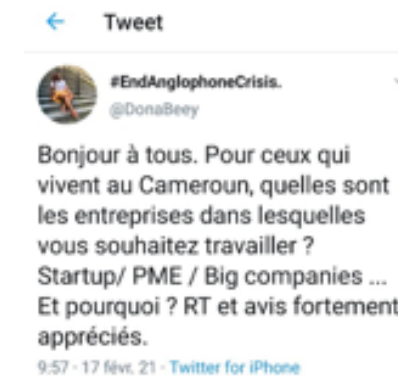 Tweet
#EndAnglophoneCrisis.
@DonaBeey
Bonjour à tous. Pour ceux qui
vivent au Cameroun, quelles sont
les entreprises dans lesquelles
vous souhaitez travailler ?
Startup/ PME / Big companies ...
Et pourquoi ? RT et avis fortement
appréciés.
9:57 · 17 févr. 21 · Twitter for iPhone